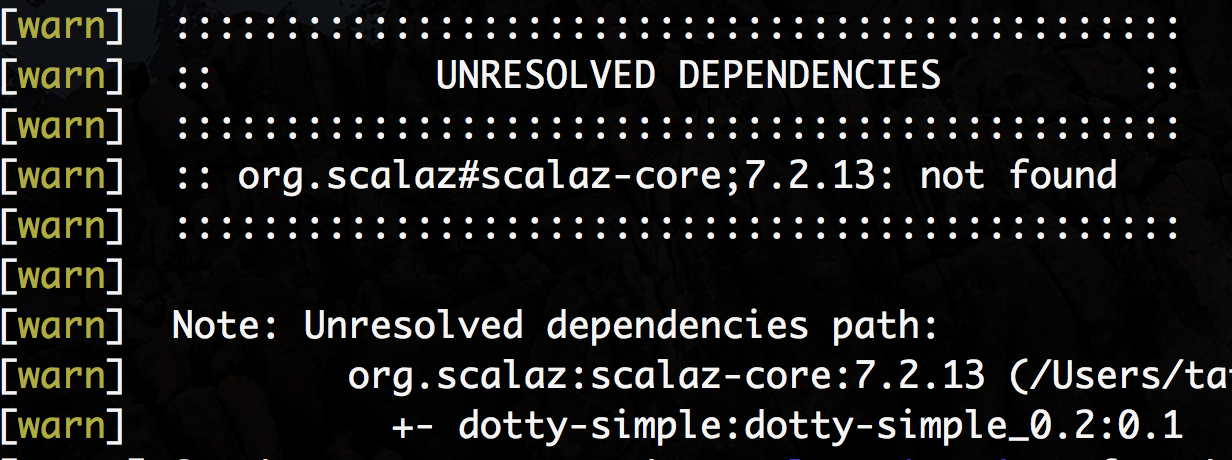 [warn] ::::::::::::::::::::::::::::::::::::::::::::::
[warn] :: UNRESOLVED DEPENDENCIES ::
[warn] ::::::::::::::::::::::::::::::::::::::::::::::
[warn] :: org.scalaz#scalaz-core;7.2.13: not found
[warn] ::::::::::::::::::::::::::::::::::::::::::::::
[warn]
[warn] Note: Unresolved dependencies path:
[warn] org.scalaz:scalaz-core:7.2.13 (/Users/ta
[warn] +- dotty-simple:dotty-simple_0.2:0.1